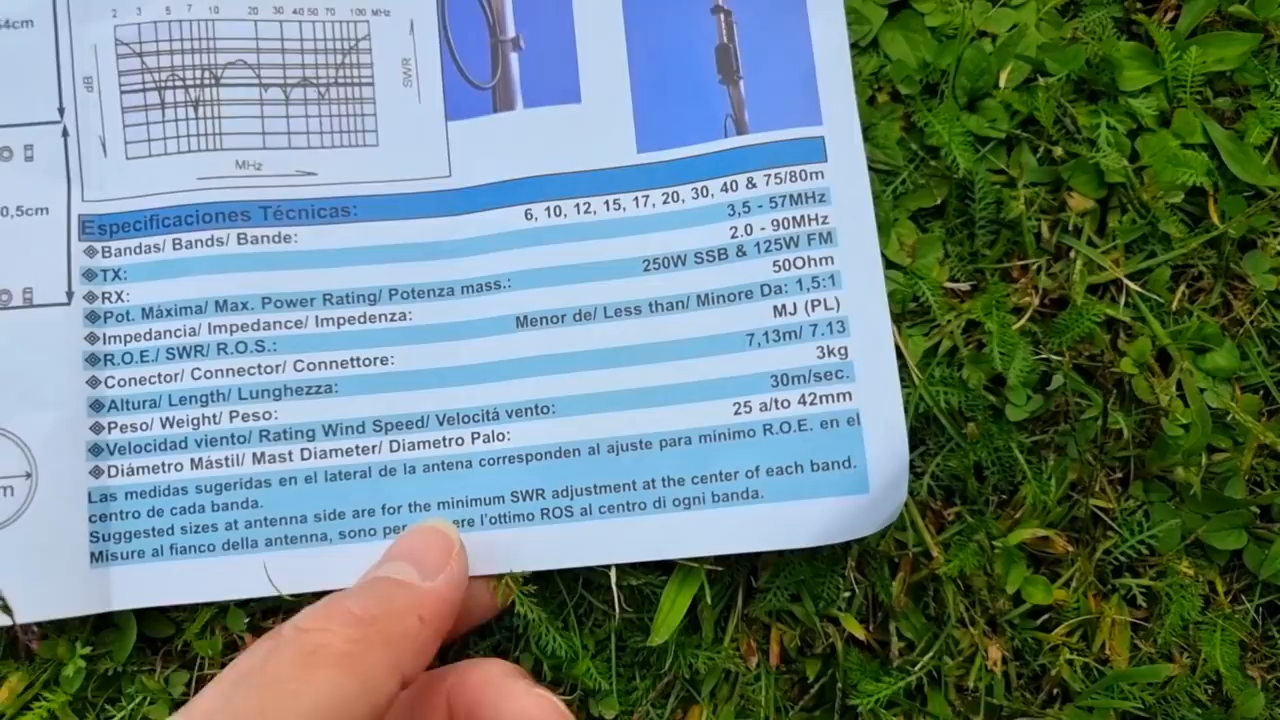 54cm
2 3 5 7 10 20 30 40 50 70 100 MHz
dB
SWR
MHz
0,5cm
m
Especificaciones Técnicas:
Bandas/ Bands/ Bande: 6, 10, 12, 15, 17, 20, 30, 40 & 75/80m
TX: 3,5 - 57MHz
RX: 2.0 - 90MHz
Pot. Máxima/ Max. Power Rating/ Potenza mass.: 250W SSB & 125W FM
Impedancia/ Impedance/ Impedenza: 50Ohm
R.O.E./ SWR/ R.O.S.: Menor de/ Less than/ Minore Da: 1,5:1
Conector/ Connector/ Connettore: MJ (PL)
Altura/ Length/ Lunghezza: 7,13m/ 7.13
Peso/ Weight/ Peso: 3kg
Velocidad viento/ Rating Wind Speed/ Velocitá vento: 30m/sec.
Diámetro Mástil/ Mast Diameter/ Diametro Palo: 25 a/to 42mm
Las medidas sugeridas en el lateral de la antena corresponden al ajuste para mínimo R.O.E. en el
centro de cada banda.
Suggested sizes at antenna side are for the minimum SWR adjustment at the center of each band.
Misure al fianco della antenna, sono l'ottimo ROS al centro di ogni banda.